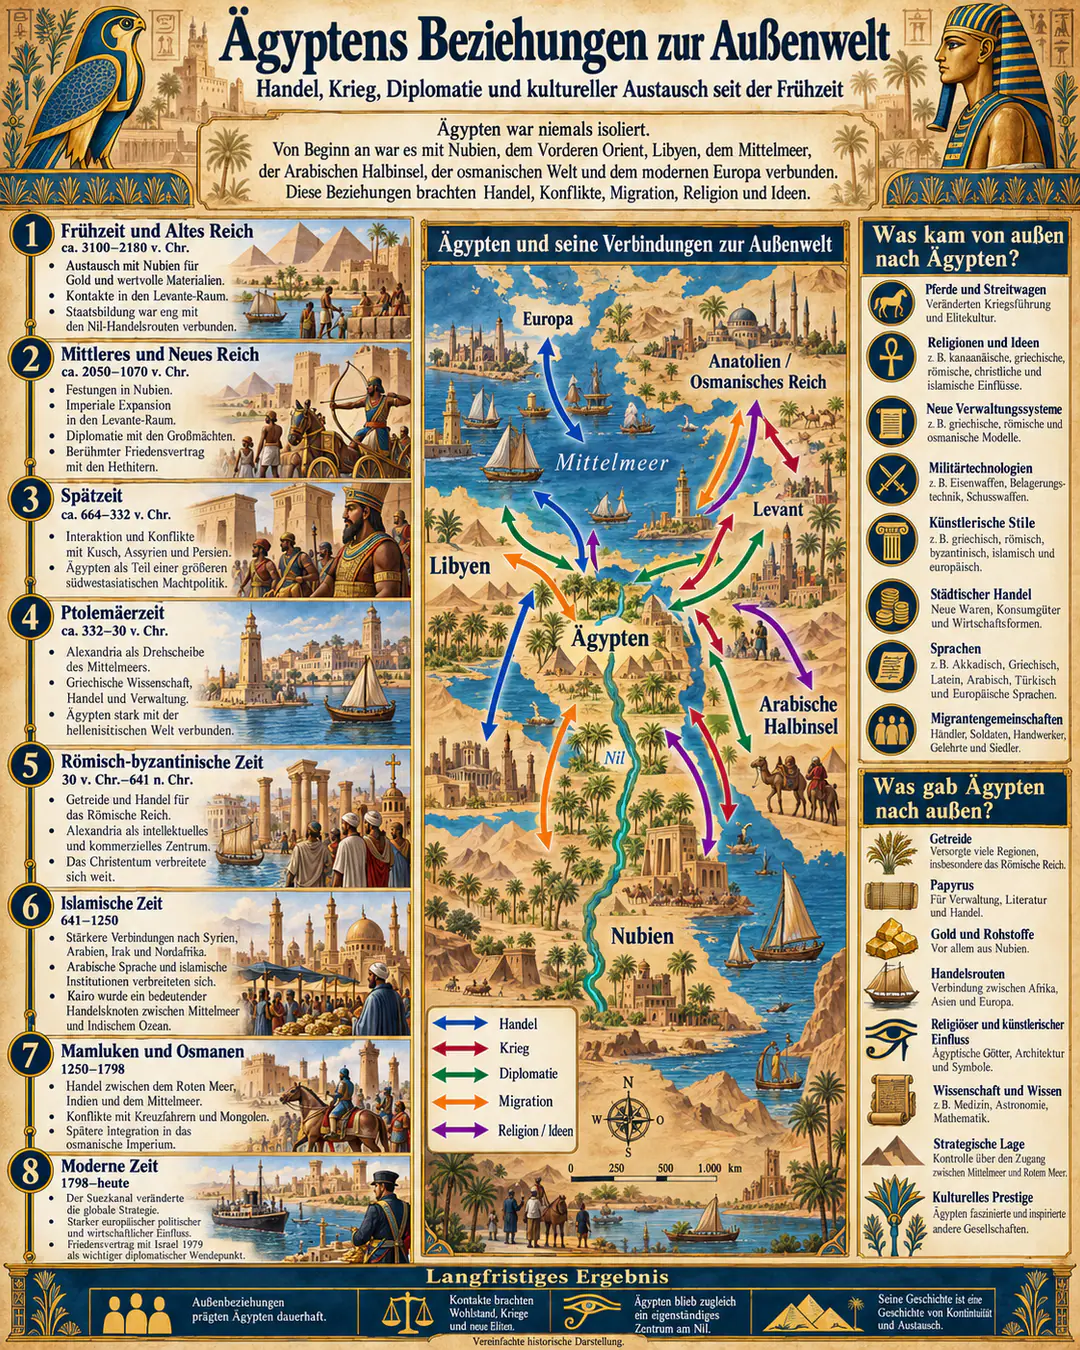 Ägyptens Beziehungen zur Außenwelt
Handel, Krieg, Diplomatie und kultureller Austausch seit der Frühzeit
Ägypten war niemals isoliert.
Von Beginn an war es mit Nubien, dem Vorderen Orient, Libyen, dem Mittelmeer,
der Arabischen Halbinsel, der osmanischen Welt und dem modernen Europa verbunden.
Diese Beziehungen brachten Handel, Konflikte, Migration, Religion und Ideen.
1
Frühzeit und Altes Reich
ca. 3100–2180 v. Chr.
• Austausch mit Nubien für
Gold und wertvolle Materialien.
• Kontakte in den Levante-Raum.
• Staatsbildung war eng mit
den Nil-Handelsrouten verbunden.
2
Mittleres und Neues Reich
ca. 2050–1070 v. Chr.
• Festungen in Nubien.
• Imperiale Expansion
in den Levante-Raum.
• Diplomatie mit den Großmächten.
• Berühmter Friedensvertrag
mit den Hethitern.
3
Spätzeit
ca. 664–332 v. Chr.
• Interaktion und Konflikte
mit Kusch, Assyrien und Persien.
• Ägypten als Teil einer größeren
südwestasiatischen Machtpolitik.
4
Ptolemäerzeit
ca. 332–30 v. Chr.
• Alexandria als Drehscheibe
des Mittelmeers.
• Griechische Wissenschaft,
Handel und Verwaltung.
• Ägypten stark mit der
hellenisitischen Welt verbunden.
5
Römisch-byzantinische Zeit
30 v. Chr.–641 n. Chr.
• Getreide und Handel für
das Römische Reich.
• Alexandria als intellektuelles
und kommerzielles Zentrum.
• Das Christentum verbreitete
sich weit.
6
Islamische Zeit
641–1250
• Stärkere Verbindungen nach Syrien,
Arabien, Irak und Nordafrika.
• Arabische Sprache und islamische
Institutionen verbreiteten sich.
• Kairo wurde ein bedeutender
Handelsknoten zwischen Mittelmeer
und Indischem Ozean.
7
Mamluken und Osmanen
1250–1798
• Handel zwischen dem Roten Meer,
Indien und dem Mittelmeer.
• Konflikte mit Kreuzfahrern und Mongolen.
• Spätere Integration in das
osmanische Imperium.
8
Moderne Zeit
1798–heute
• Der Suezkanal veränderte
die globale Strategie.
• Starker europäischer politischer
und wirtschaftlicher Einfluss.
• Friedensvertrag mit Israel 1979
als wichtiger diplomatischer Wendepunkt.
Ägypten und seine Verbindungen zur Außenwelt
Europa
Anatolien /
Osmanisches Reich
Mittelmeer
Levant
Libyen
Ägypten
Arabische
Halbinsel
Nil
Nubien
Handel
Krieg
Diplomatie
Migration
Religion / Ideen
N
W
O
S
0 250 500 1.000 km
Was kam von außen
nach Ägypten?
Pferde und Streitwagen
Veränderten Kriegsführung
und Elitekultur.
Religionen und Ideen
z. B. kanaanäische, griechische,
römische, christliche und
islamische Einflüsse.
Neue Verwaltungssysteme
z. B. griechische, römische und
osmanische Modelle.
Militärtechnologien
z. B. Eisenwaffen, Belagerungs-
technik, Schusswaffen.
Künstlerische Stile
z. B. griechisch, römisch,
byzantinisch, islamisch und
europäisch.
Städtischer Handel
Neue Waren, Konsumgüter
und Wirtschaftsformen.
Sprachen
z. B. Akkadisch, Griechisch,
Latein, Arabisch, Türkisch
und Europäische Sprachen.
Migrantengemeinschaften
Händler, Soldaten, Handwerker,
Gelehrte und Siedler.
Was gab Ägypten
nach außen?
Getreide
Versorgte viele Regionen,
insbesondere das Römische Reich.
Papyrus
Für Verwaltung, Literatur
und Handel.
Gold und Rohstoffe
Vor allem aus Nubien.
Handelsrouten
Verbindung zwischen Afrika,
Asien und Europa.
Religiöser und künstlerischer
Einfluss
Ägyptische Götter, Architektur
und Symbole.
Wissenschaft und Wissen
z. B. Medizin, Astronomie,
Mathematik.
Strategische Lage
Kontrolle über den Zugang
zwischen Mittelmeer und Rotem Meer.
Kulturelles Prestige
Ägypten faszinierte und inspirierte
andere Gesellschaften.
Langfristiges Ergebnis
Außenbeziehungen
prägten Ägypten dauerhaft.
Kontakte brachten
Wohlstand, Kriege
und neue Eliten.
Ägypten blieb zugleich
ein eigenständiges
Zentrum am Nil.
Seine Geschichte ist eine
Geschichte von Kontinuität
und Austausch.
Vereinfachte historische Darstellung.